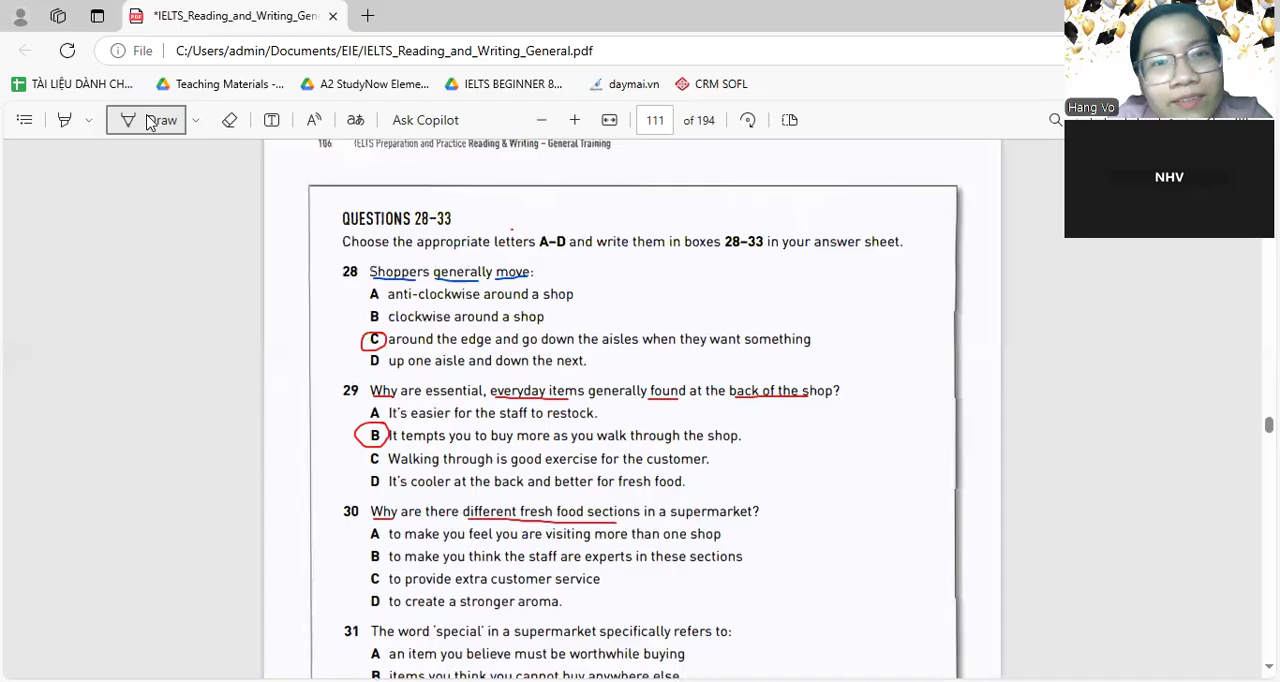 *IELTS_Reading_and_Writing_Gen
File C:/Users/admin/Documents/EIE/IELTS_Reading_and_Writing_General.pdf
TÀI LIỆU DÀNH CH... Teaching Materials -... A2 StudyNow Eleme... IELTS BEGINNER 8... daymai.vn CRM SOFL
Draw Ask Copilot 111 of 194
Hang Vo
NHV
106 IELTS Preparation and Practice Reading & Writing – General Training
QUESTIONS 28–33
Choose the appropriate letters A–D and write them in boxes 28–33 in your answer sheet.
28 Shoppers generally move:
A anti-clockwise around a shop
B clockwise around a shop
C around the edge and go down the aisles when they want something
D up one aisle and down the next.
29 Why are essential, everyday items generally found at the back of the shop?
A It's easier for the staff to restock.
B It tempts you to buy more as you walk through the shop.
C Walking through is good exercise for the customer.
D It's cooler at the back and better for fresh food.
30 Why are there different fresh food sections in a supermarket?
A to make you feel you are visiting more than one shop
B to make you think the staff are experts in these sections
C to provide extra customer service
D to create a stronger aroma.
31 The word 'special' in a supermarket specifically refers to:
A an item you believe must be worthwhile buying
B items you think you cannot buy anywhere else